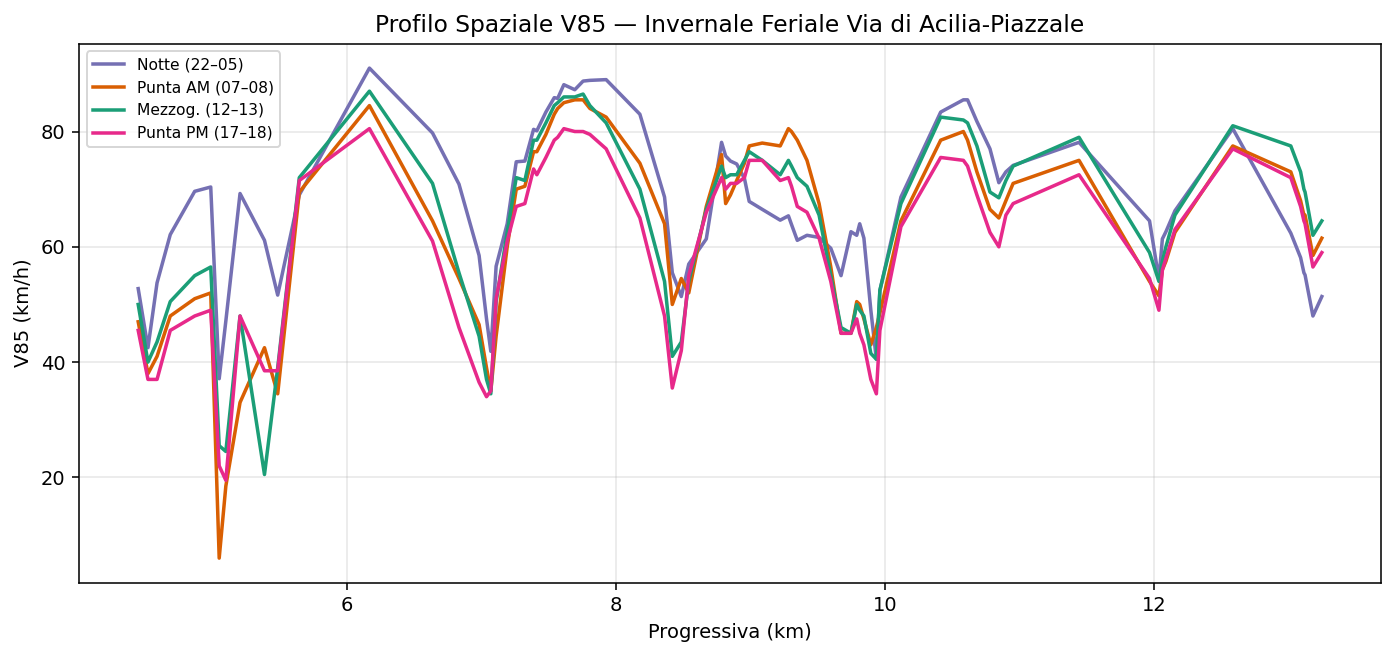 Profilo Spaziale V85 — Invernale Feriale Via di Acilia-Piazzale
Notte (22–05)
Punta AM (07–08)
Mezzog. (12–13)
Punta PM (17–18)
V85 (km/h)
80
60
40
20
6
8
10
12
Progressiva (km)